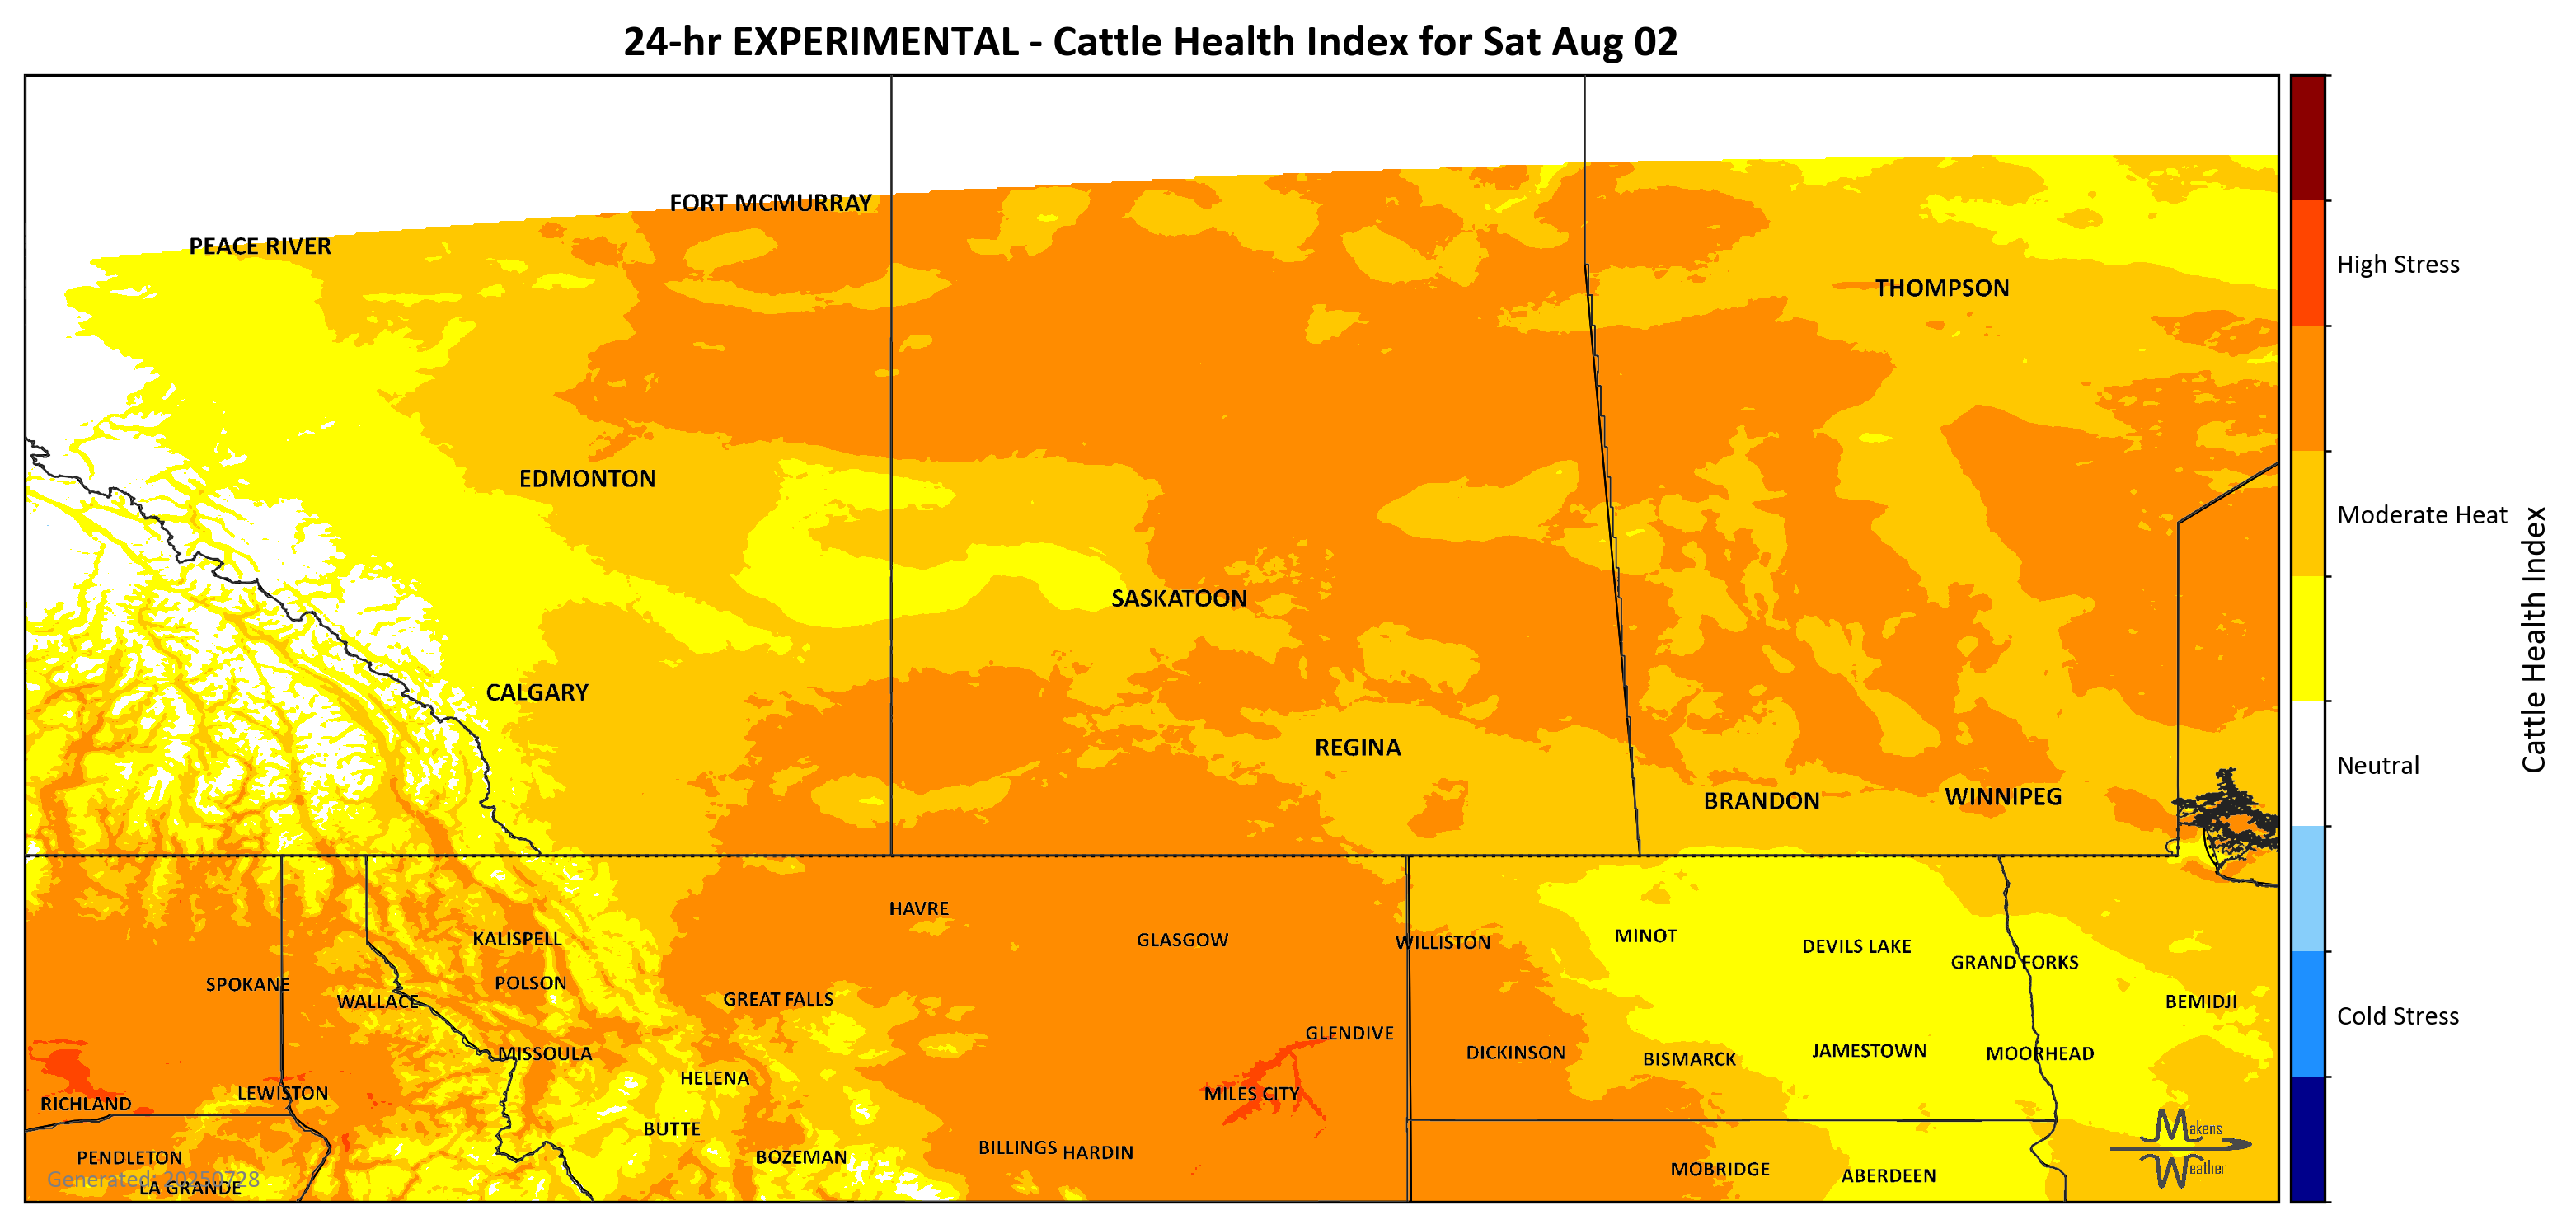 24-hr EXPERIMENTAL - Cattle Health Index for Sat Aug 02
FORT MCMURRAY
PEACE RIVER
THOMPSON
High Stress
EDMONTON
Moderate Heat
SASKATOON
Cattle Health Index
CALGARY
REGINA
Neutral
BRANDON
WINNIPEG
HAVRE
KALISPELL
GLASGOW
WILLISTON
MINOT
DEVILS LAKE
GRAND FORKS
SPOKANE
POLSON
WALLACE
GREAT FALLS
BEMIDJI
Cold Stress
GLENDIVE
MISSOULA
DICKINSON
BISMARCK
JAMESTOWN
MOORHEAD
HELENA
LEWISTON
MILES CITY
RICHLAND
BUTTE
Makens
Weather
BILLINGS
HARDIN
PENDLETON
BOZEMAN
MOBRIDGE
ABERDEEN
Generated: 20250728
LA GRANDE